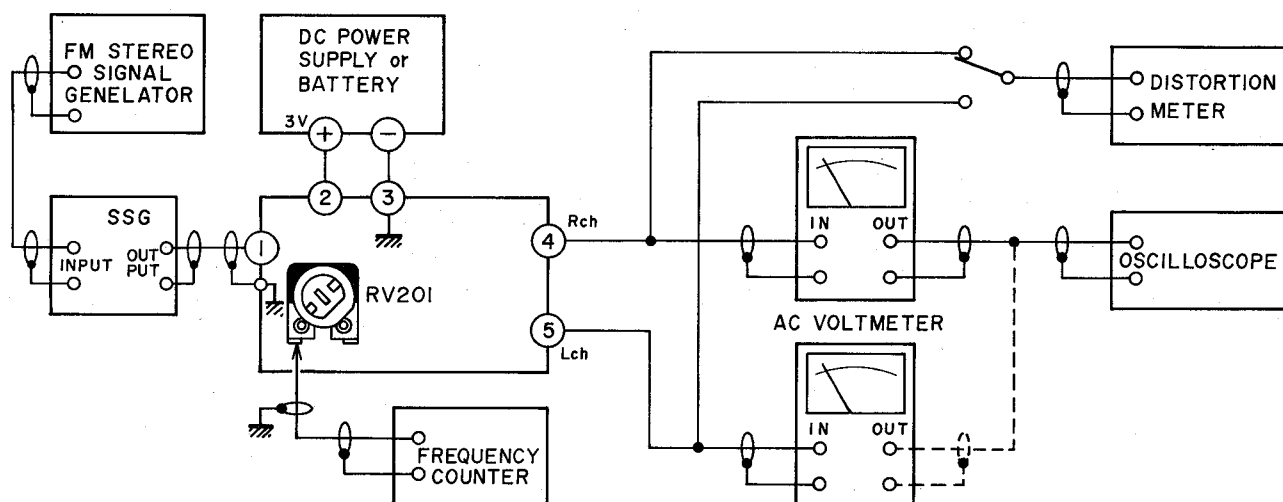 FM STEREO
SIGNAL
GENELATOR
DC POWER
SUPPLY or
BATTERY
3V
+
−
DISTORTION
METER
SSG
INPUT
OUT
PUT
1
2
3
4
Rch
5
Lch
RV201
IN
OUT
AC VOLTMETER
OSCILLOSCOPE
IN
OUT
FREQUENCY
COUNTER